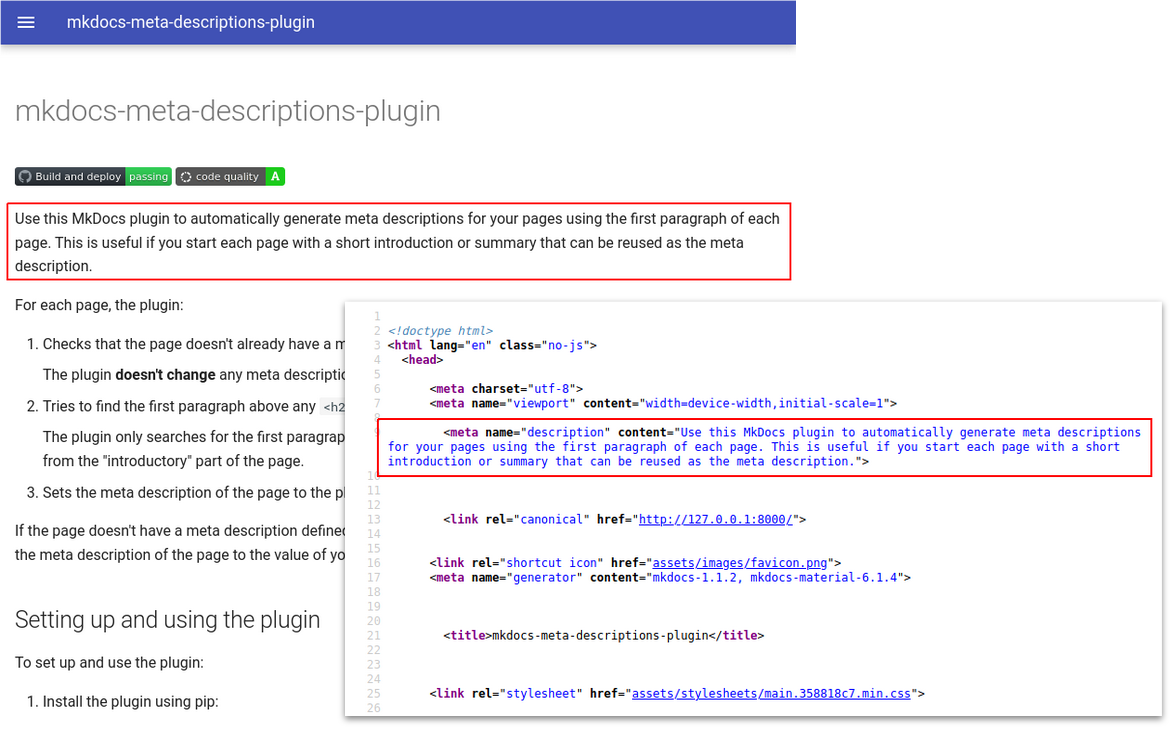 mkdocs-meta-descriptions-plugin
mkdocs-meta-descriptions-plugin
Build and deploy passing code quality A
Use this MkDocs plugin to automatically generate meta descriptions for your pages using the first paragraph of each
page. This is useful if you start each page with a short introduction or summary that can be reused as the meta
description.
For each page, the plugin:
1. Checks that the page doesn't already have a m
The plugin doesn't change any meta descriptic
2. Tries to find the first paragraph above any <h2
The plugin only searches for the first paragrap
from the "introductory" part of the page.
3. Sets the meta description of the page to the pl
If the page doesn't have a meta description defined
the meta description of the page to the value of yo
Setting up and using the plugin
To set up and use the plugin:
1. Install the plugin using pip:
1
2 <!doctype html>
3 <html lang="en" class="no-js">
4 <head>
5
6 <meta charset="utf-8">
7 <meta name="viewport" content="width=device-width,initial-scale=1">
8
9 <meta name="description" content="Use this MkDocs plugin to automatically generate meta descriptions
for your pages using the first paragraph of each page. This is useful if you start each page with a short
introduction or summary that can be reused as the meta description.">
10
11
12
13 <link rel="canonical" href="http://127.0.0.1:8000/">
14
15
16 <link rel="shortcut icon" href="assets/images/favicon.png">
17 <meta name="generator" content="mkdocs-1.1.2, mkdocs-material-6.1.4">
18
19
20
21 <title>mkdocs-meta-descriptions-plugin</title>
22
23
24
25 <link rel="stylesheet" href="assets/stylesheets/main.358818c7.min.css">
26